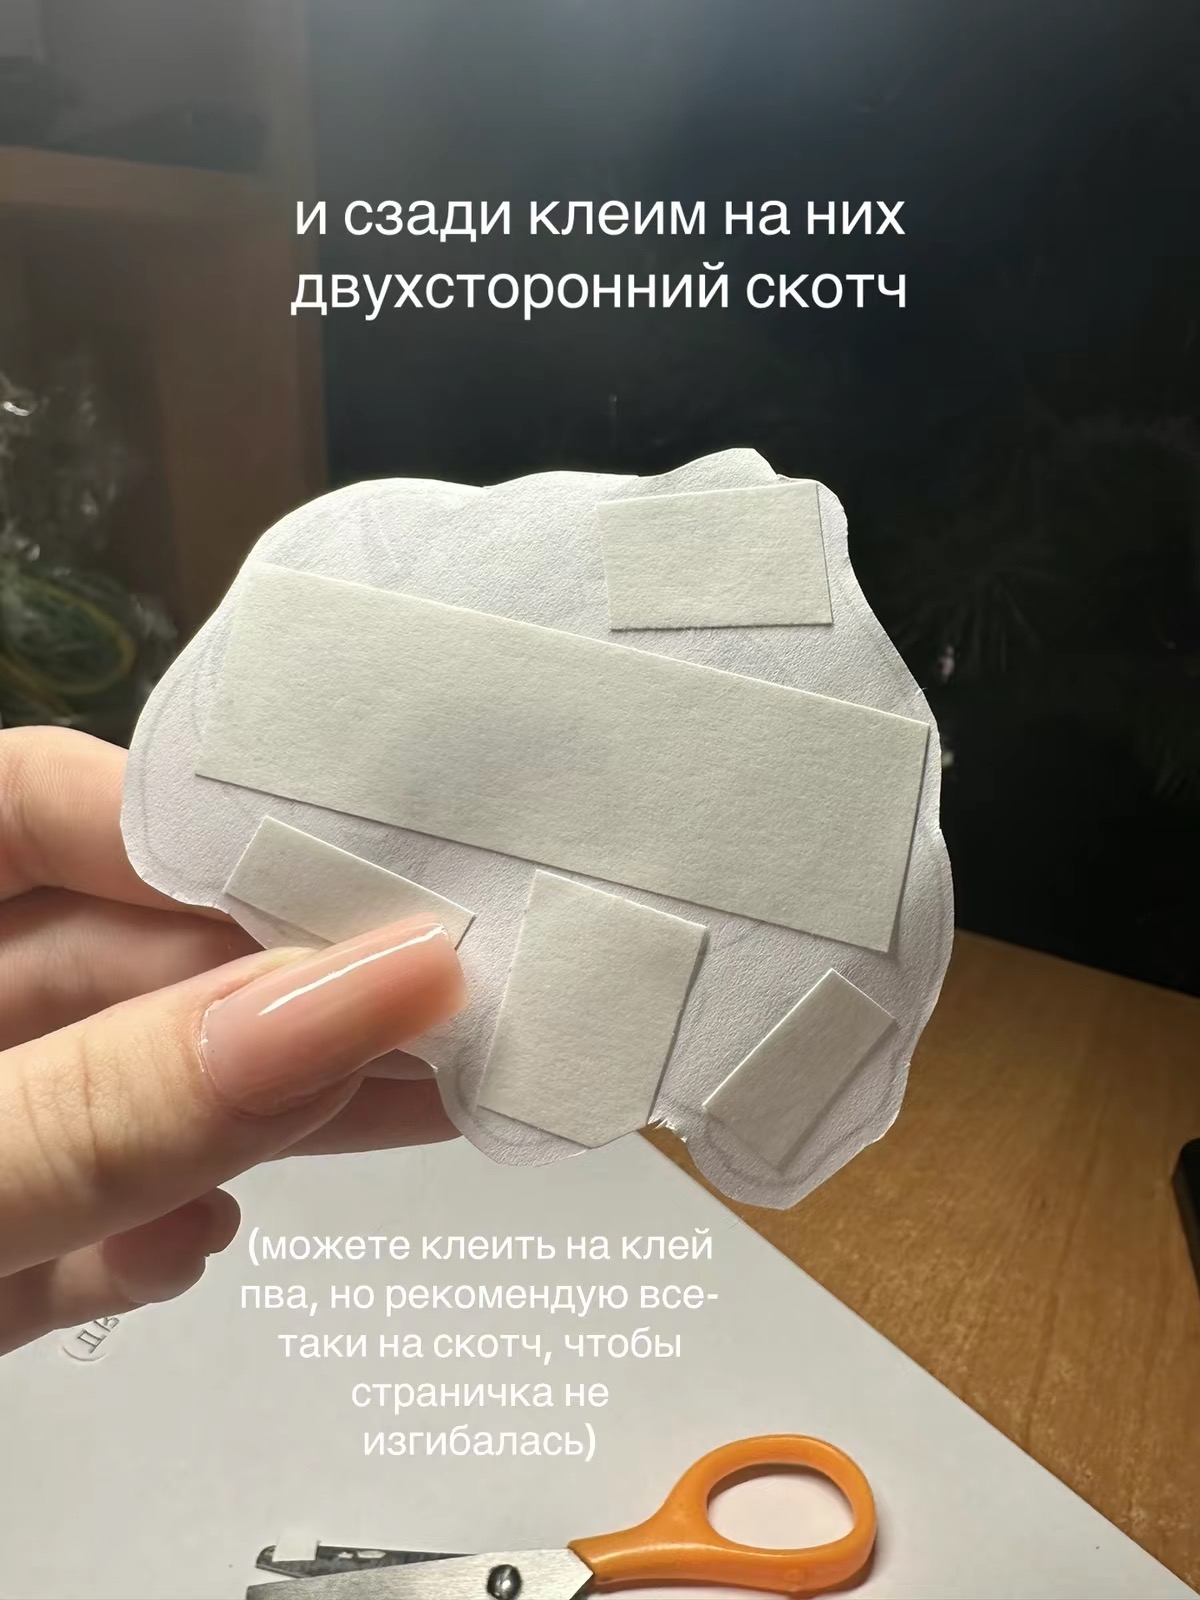 и сзади клеим на них
двухсторонний скотч
(можете клеить на клей
пва, но рекомендую все-
таки на скотч, чтобы
страничка не
изгибалась)